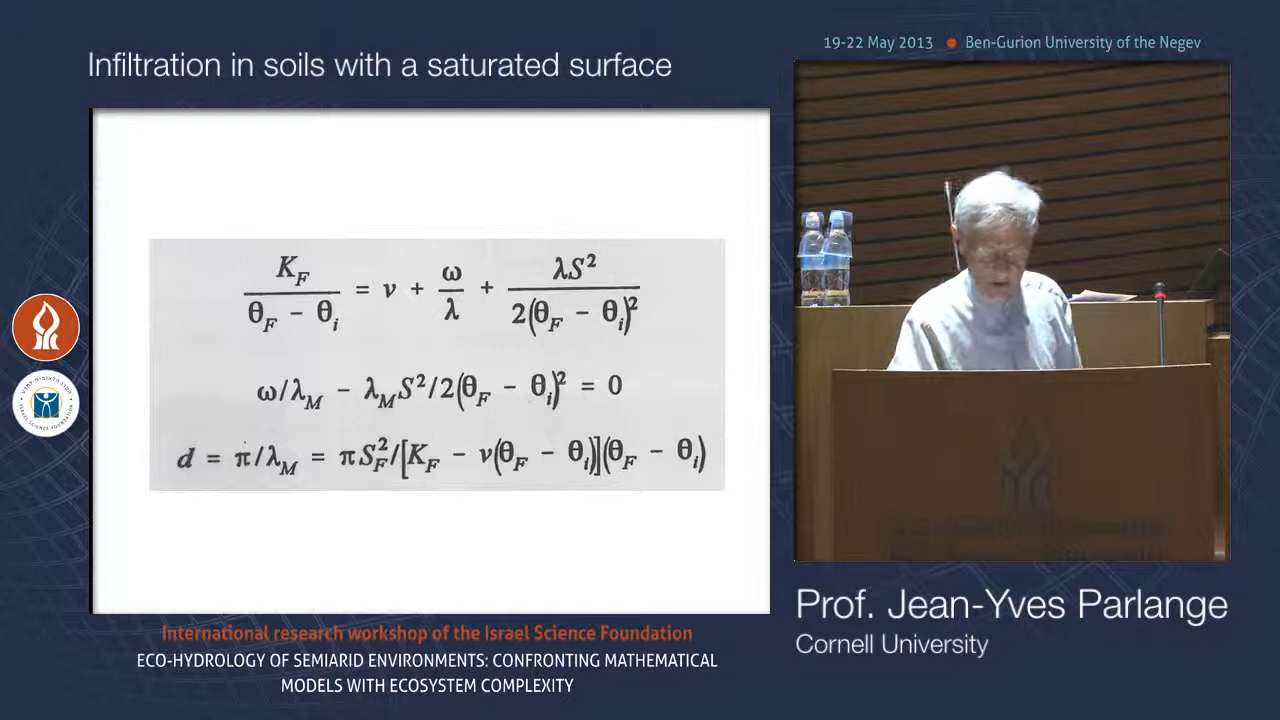 19-22 May 2013 ● Ben-Gurion University of the Negev
Infiltration in soils with a saturated surface
K_F / (θ_F − θ_i) = v + ω/λ + λS² / 2(θ_F − θ_i)²
ω/λ_M − λ_M S²/2(θ_F − θ_i)² = 0
d = π/λ_M = πS_F²/[K_F − v(θ_F − θ_i)](θ_F − θ_i)
Prof. Jean-Yves Parlange
Cornell University
International research workshop of the Israel Science Foundation
ECO-HYDROLOGY OF SEMIARID ENVIRONMENTS: CONFRONTING MATHEMATICAL
MODELS WITH ECOSYSTEM COMPLEXITY